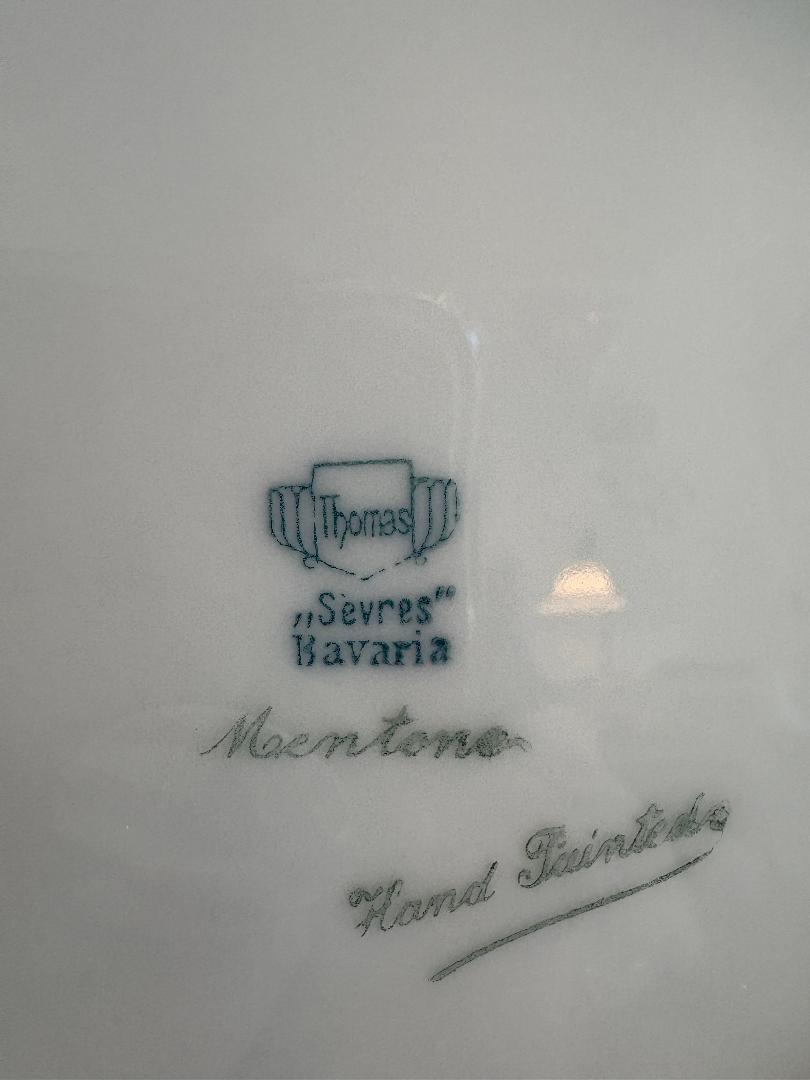 Thomas
„Sèvres“
Bavaria
Mentone
Hand Painted